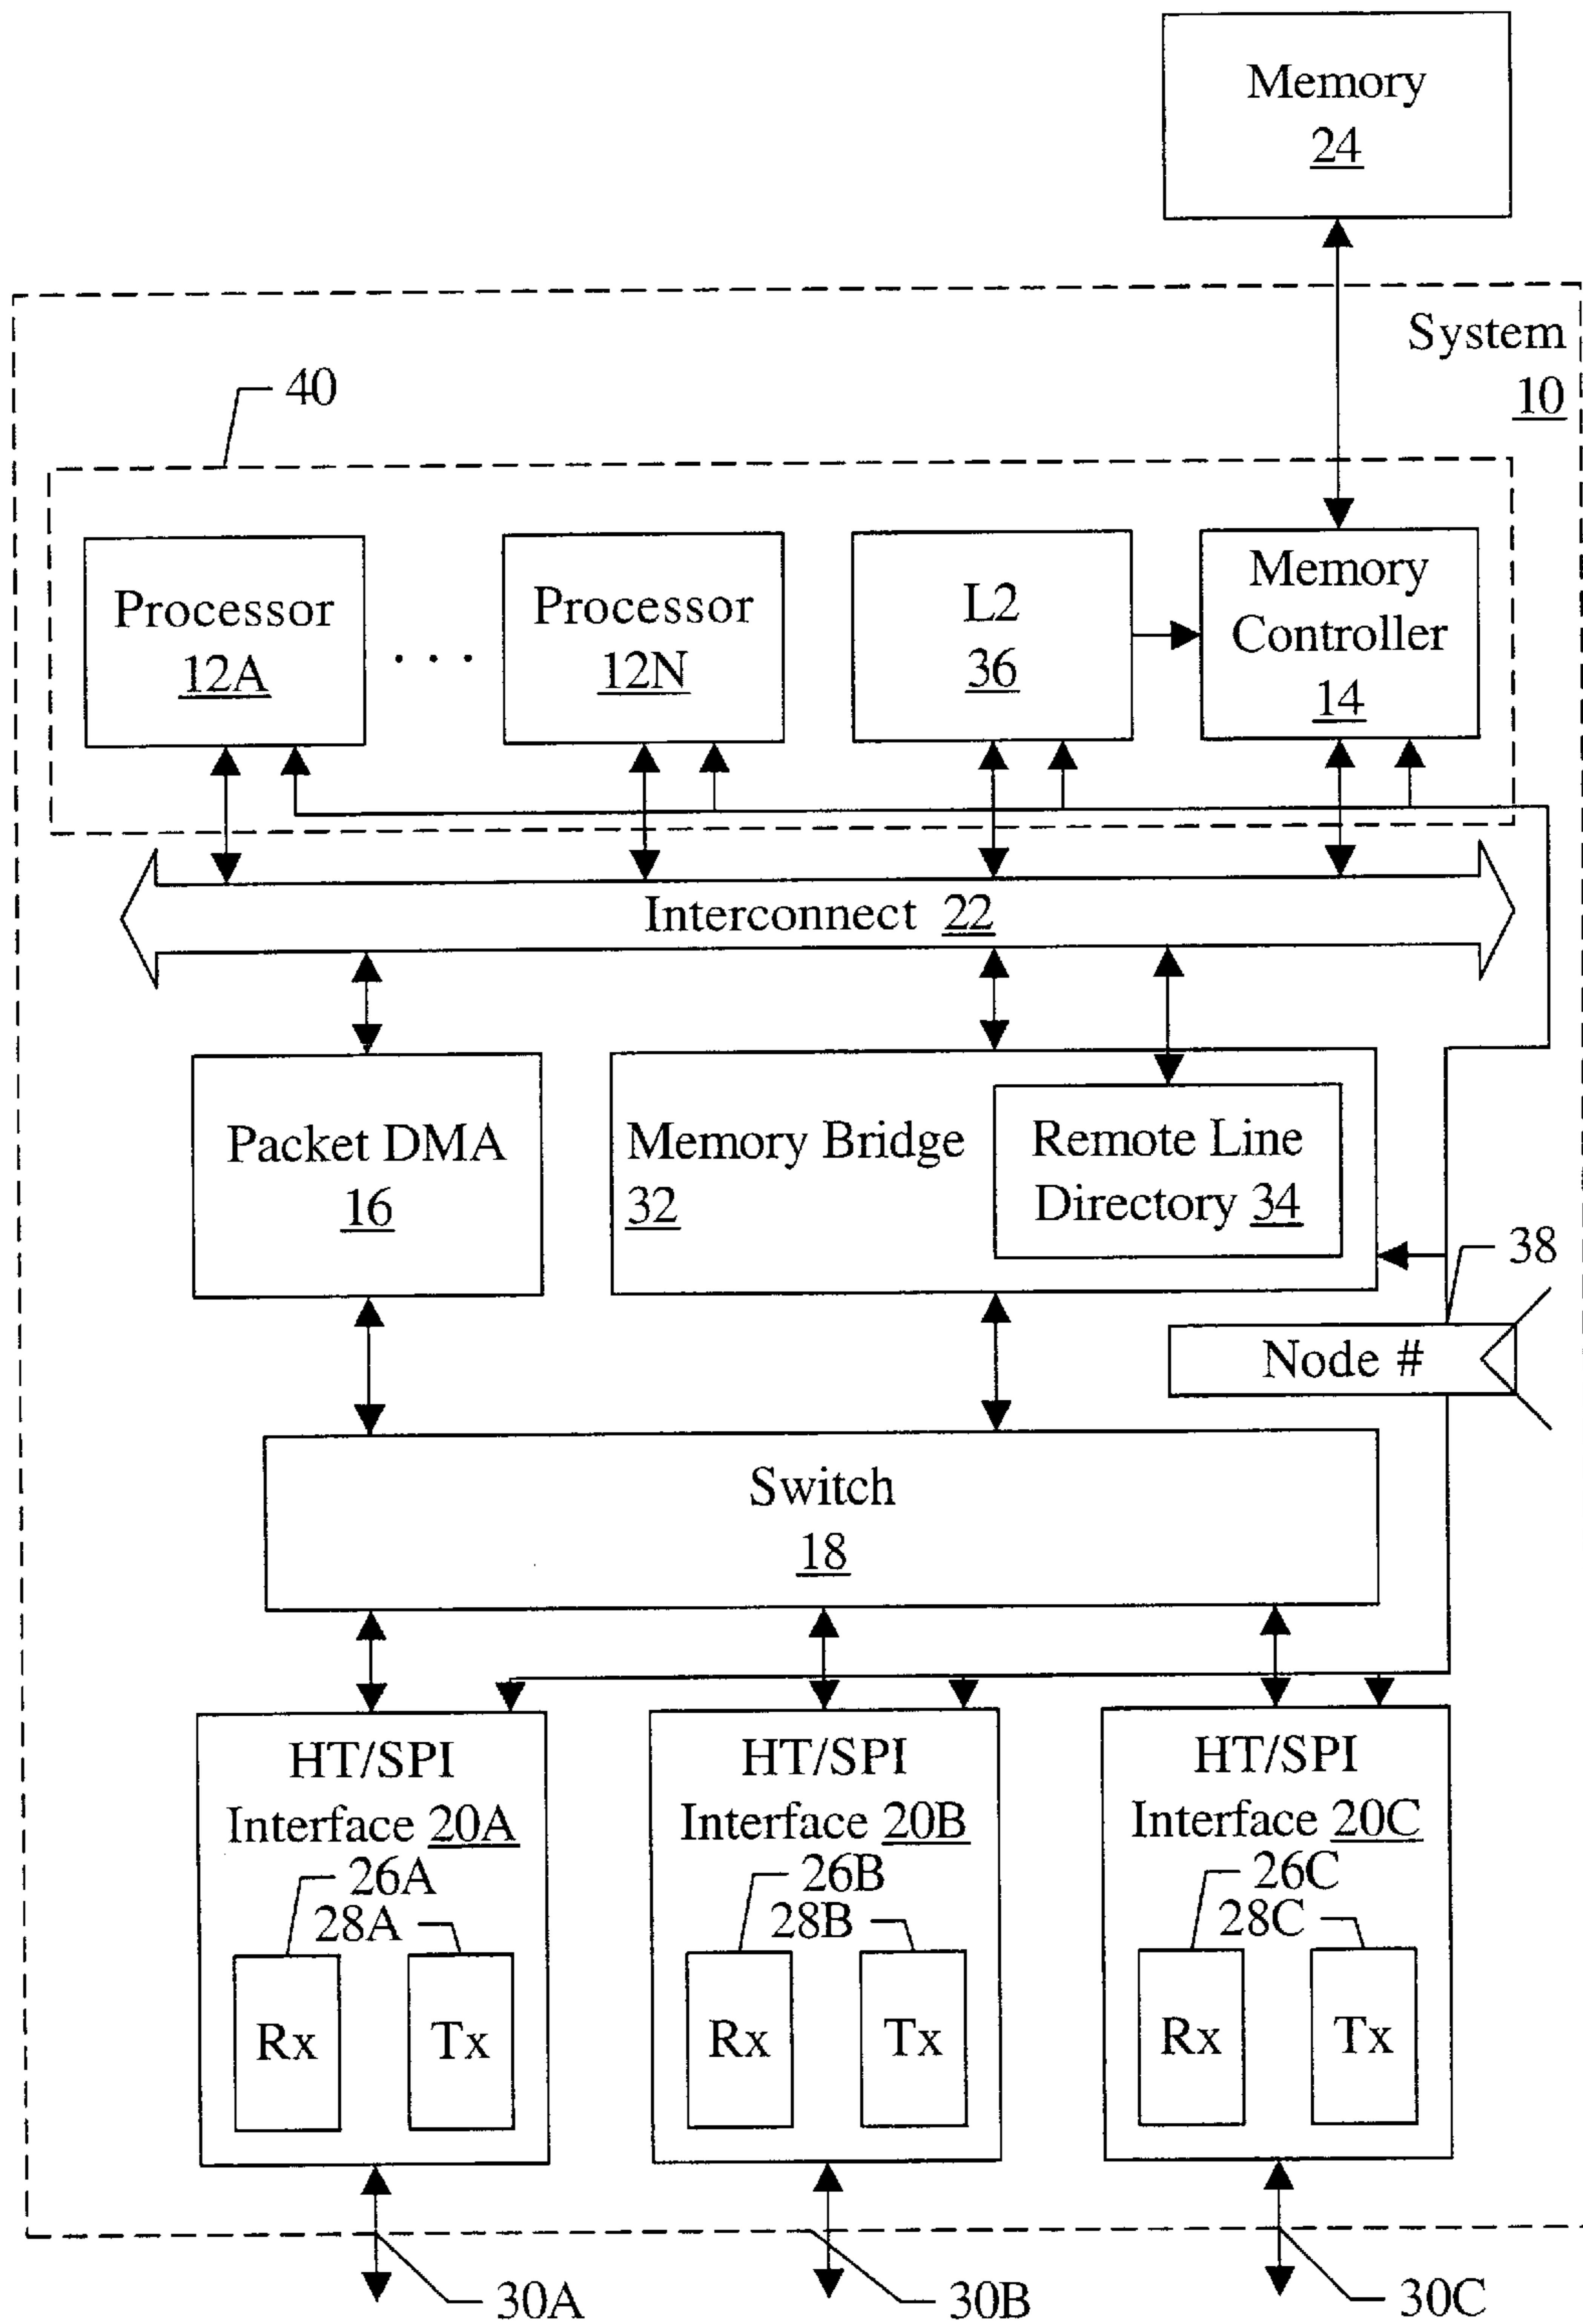 Memory
24
System
10
40
Processor
12A
. . .
Processor
12N
L2
36
Memory
Controller
14
Interconnect 22
Packet DMA
16
Memory Bridge
32
Remote Line
Directory 34
38
Node #
Switch
18
HT/SPI
Interface 20A
26A
28A
Rx
Tx
HT/SPI
Interface 20B
26B
28B
Rx
Tx
HT/SPI
Interface 20C
26C
28C
Rx
Tx
30A
30B
30C